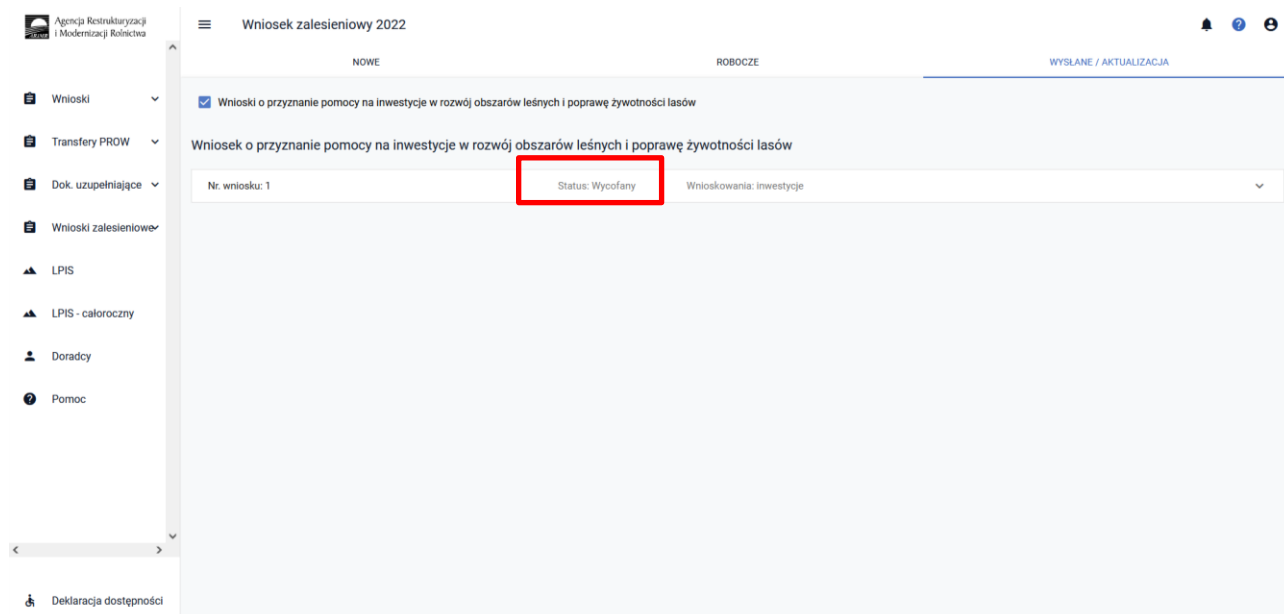 Agencja Restrukturyzacji
i Modernizacji Rolnictwa
Wniosek zalesieniowy 2022
NOWE
ROBOCZE
WYSŁANE / AKTUALIZACJA
Wnioski
Transfery PROW
Dok. uzupełniające
Wnioski zalesieniowe
LPIS
LPIS - całoroczny
Doradcy
Pomoc
Deklaracja dostępności
Wnioski o przyznanie pomocy na inwestycje w rozwój obszarów leśnych i poprawę żywotności lasów
Wniosek o przyznanie pomocy na inwestycje w rozwój obszarów leśnych i poprawę żywotności lasów
Nr. wniosku: 1 Status: Wycofany Wnioskowania: inwestycje